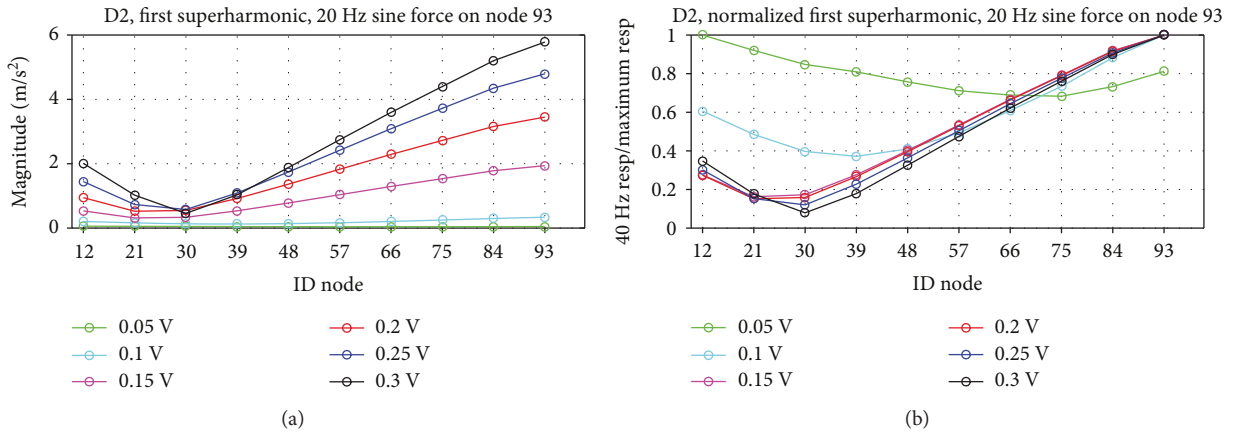 D2, first superharmonic, 20 Hz sine force on node 93
6
4
2
0
Magnitude (m/s²)
12 21 30 39 48 57 66 75 84 93
ID node
0.05 V
0.1 V
0.15 V
0.2 V
0.25 V
0.3 V
(a)
D2, normalized first superharmonic, 20 Hz sine force on node 93
1
0.8
0.6
0.4
0.2
0
40 Hz resp/maximum resp
12 21 30 39 48 57 66 75 84 93
ID node
0.05 V
0.1 V
0.15 V
0.2 V
0.25 V
0.3 V
(b)